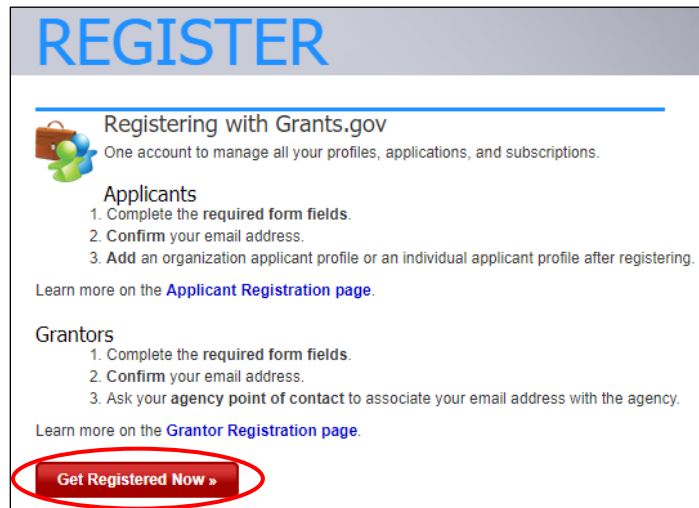 REGISTER
Registering with Grants.gov
One account to manage all your profiles, applications, and subscriptions.
Applicants
1. Complete the required form fields.
2. Confirm your email address.
3. Add an organization applicant profile or an individual applicant profile after registering.
Learn more on the Applicant Registration page.
Grantors
1. Complete the required form fields.
2. Confirm your email address.
3. Ask your agency point of contact to associate your email address with the agency.
Learn more on the Grantor Registration page.
Get Registered Now »